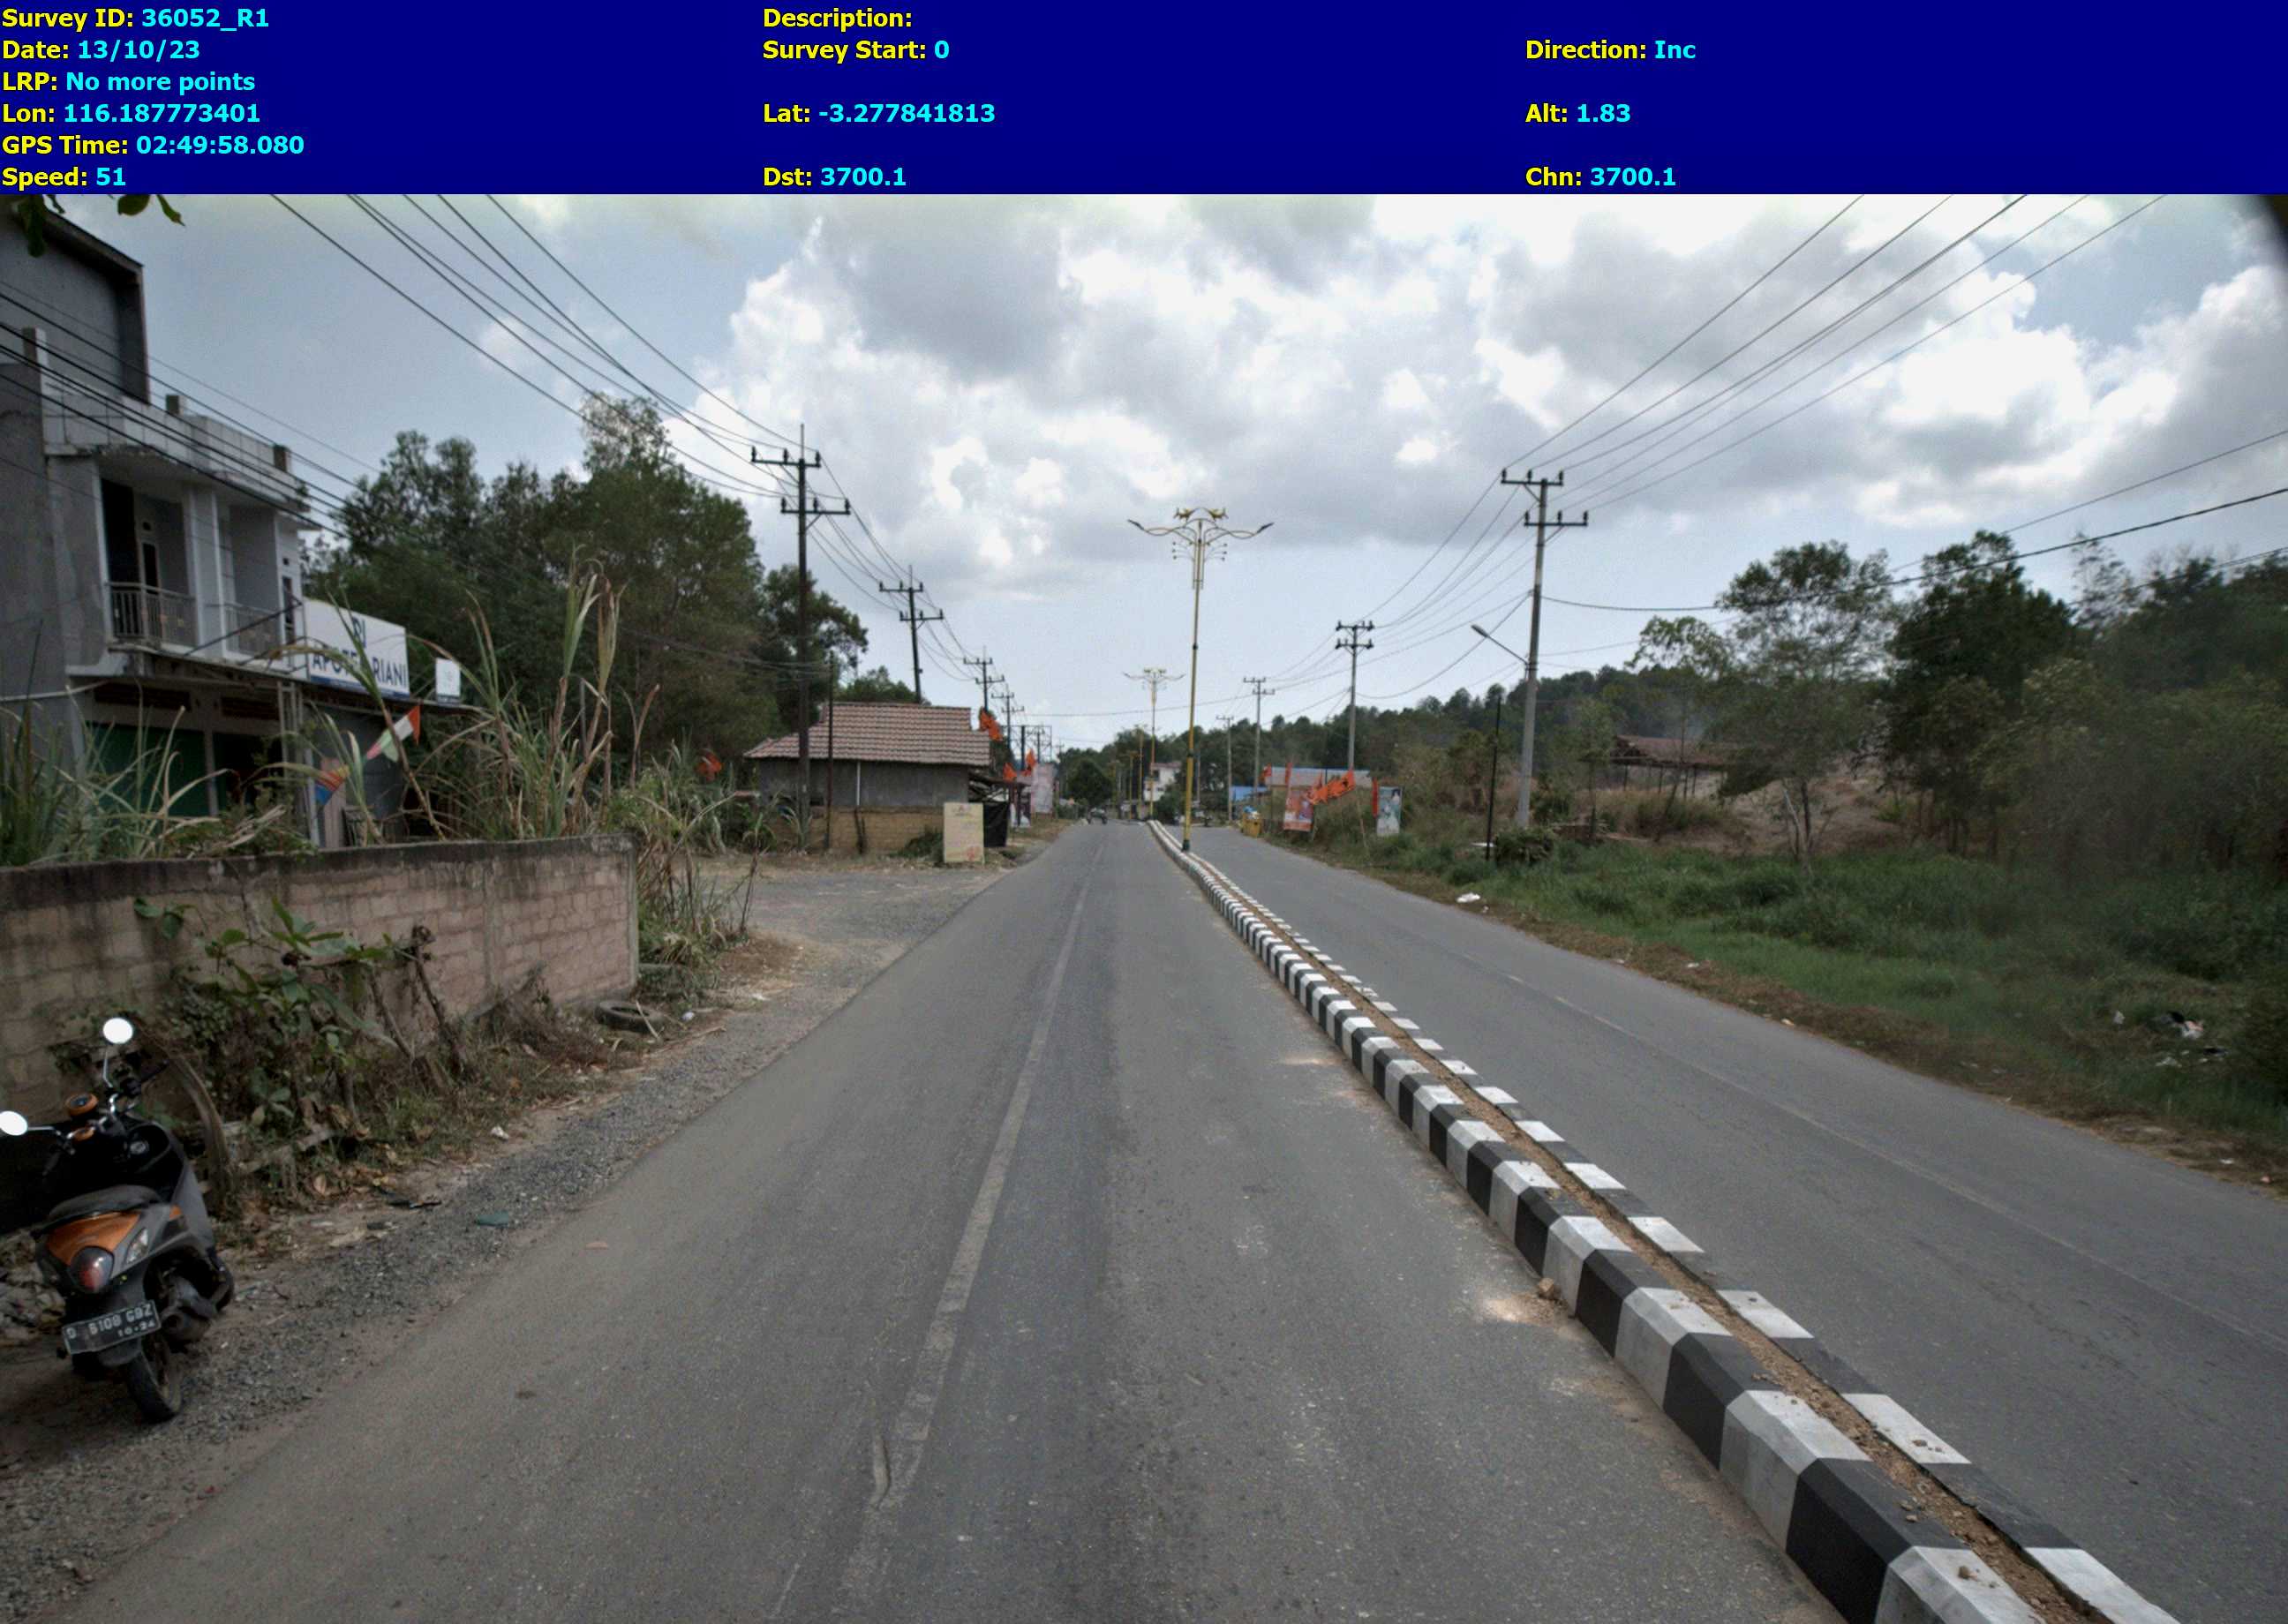 Survey ID: 36052_R1
Description:
Date: 13/10/23
Survey Start: 0
Direction: Inc
LRP: No more points
Lon: 116.187773401
Lat: -3.277841813
Alt: 1.83
GPS Time: 02:49:58.080
Speed: 51
Dst: 3700.1
Chn: 3700.1
APOTEK RIANI